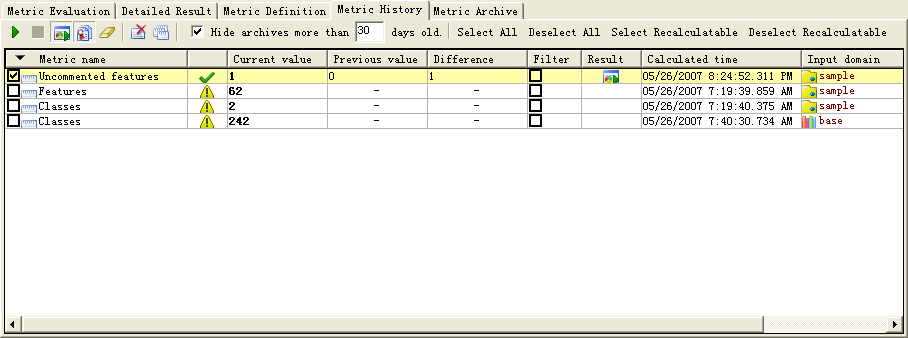 Metric Evaluation Detailed Result Metric Definition Metric History Metric Archive
Hide archives more than 30 days old. Select All Deselect All Select Recalculatable Deselect Recalculatable
Metric name Current value Previous value Difference Filter Result Calculated time Input domain
Uncommented features 1 0 1 05/26/2007 8:24:52.311 PM sample
Features 62 - - 05/26/2007 7:19:39.859 AM sample
Classes 2 - - 05/26/2007 7:19:40.375 AM sample
Classes 242 - - 05/26/2007 7:40:30.734 AM base